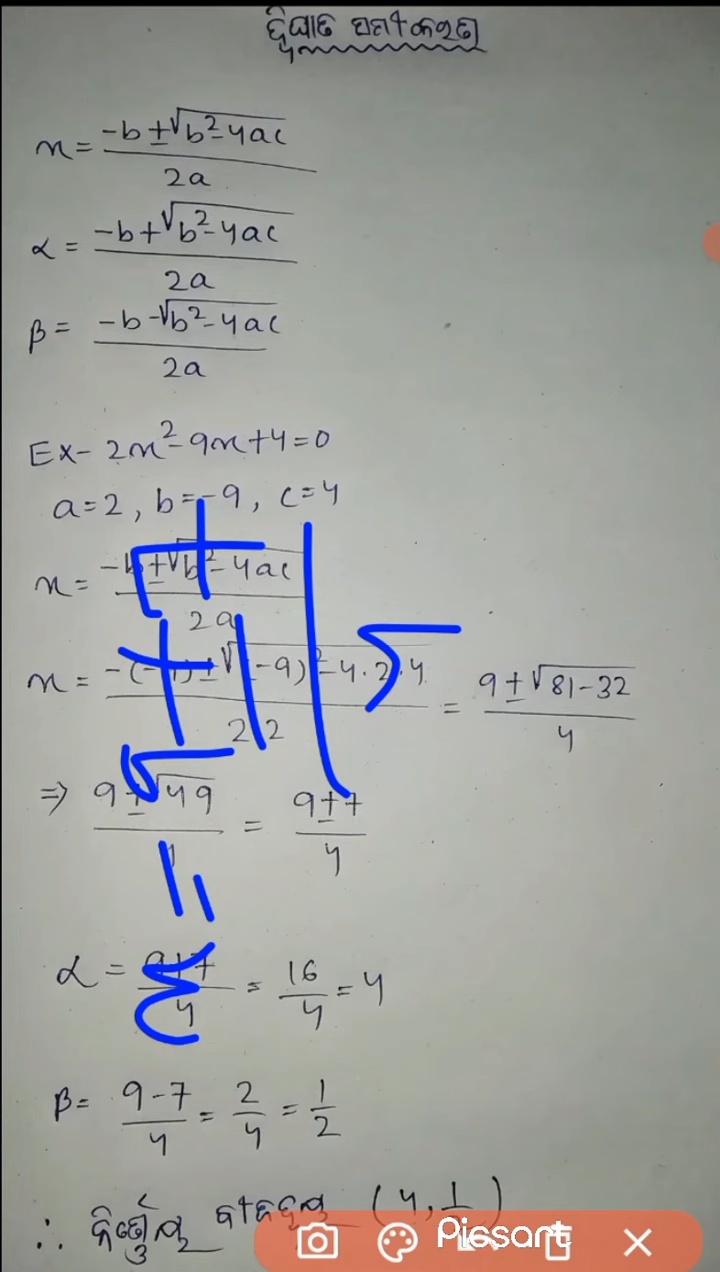 ଦ୍ୱିଘାତ ସମୀକରଣ
x = (-b ± √(b² - 4ac)) / 2a
α = (-b + √(b² - 4ac)) / 2a
β = (-b - √(b² - 4ac)) / 2a
Ex- 2x² - 9x + 4 = 0
a = 2, b = -9, c = 4
x = (-b ± √(b² - 4ac)) / 2a
x = (-(-9) ± √((-9)² - 4·2·4)) / 2·2 = (9 ± √(81-32)) / 4
⇒ (9 ± √49) / 4 = (9 ± 7) / 4
α = (9+7) / 4 = 16/4 = 4
β = (9-7) / 4 = 2/4 = 1/2
∴ ନିର୍ଣ୍ଣେୟ ବୀଜଦ୍ୱୟ (4, 1
Picsart